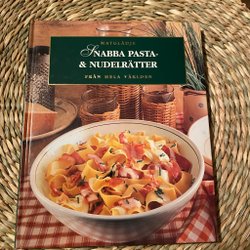 MATGLÄDJE
SNABBA PASTA-
& NUDELRÄTTER
FRÅN HELA VÄRLDEN